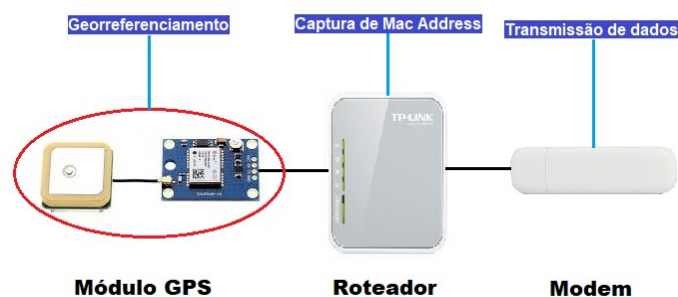 Georreferenciamento
Captura de Mac Address
Transmissão de dados
TP-LINK
Módulo GPS
Roteador
Modem